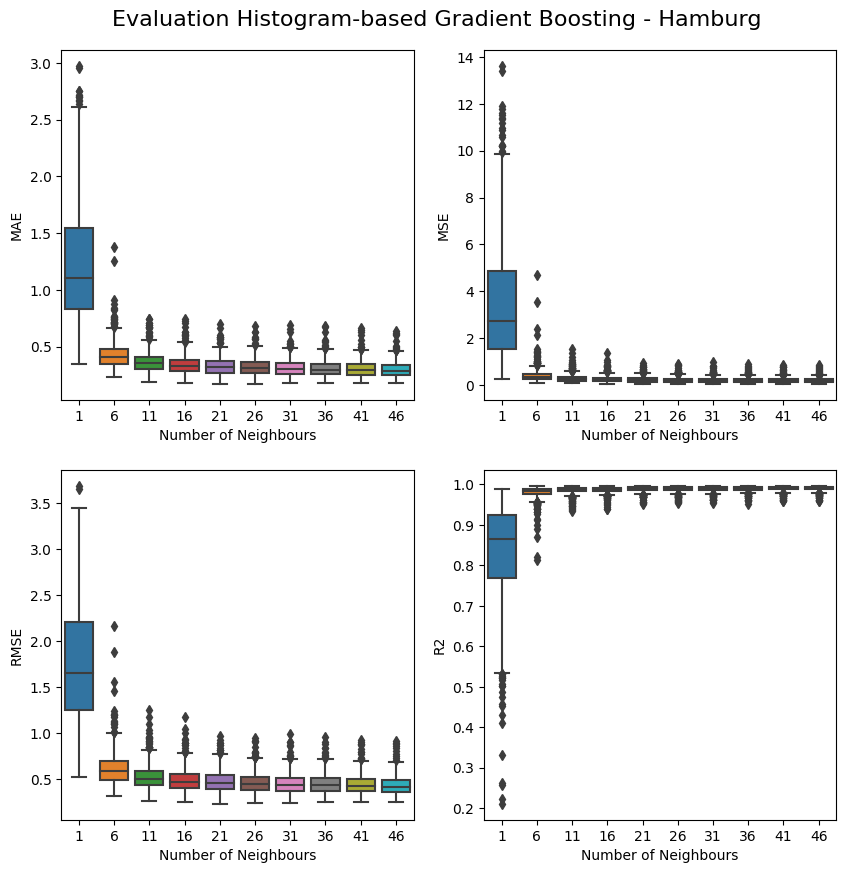 Evaluation Histogram-based Gradient Boosting - Hamburg
MAE
3.0
2.5
2.0
1.5
1.0
0.5
1 6 11 16 21 26 31 36 41 46
Number of Neighbours
MSE
14
12
10
8
6
4
2
0
1 6 11 16 21 26 31 36 41 46
Number of Neighbours
RMSE
3.5
3.0
2.5
2.0
1.5
1.0
0.5
1 6 11 16 21 26 31 36 41 46
Number of Neighbours
R2
1.0
0.9
0.8
0.7
0.6
0.5
0.4
0.3
0.2
1 6 11 16 21 26 31 36 41 46
Number of Neighbours